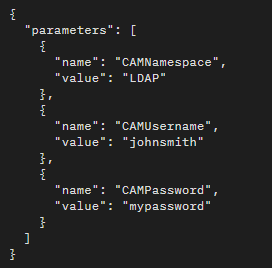 {
  "parameters": [
    {
      "name": "CAMNamespace",
      "value": "LDAP"
    },
    {
      "name": "CAMUsername",
      "value": "johnsmith"
    },
    {
      "name": "CAMPassword",
      "value": "mypassword"
    }
  ]
}